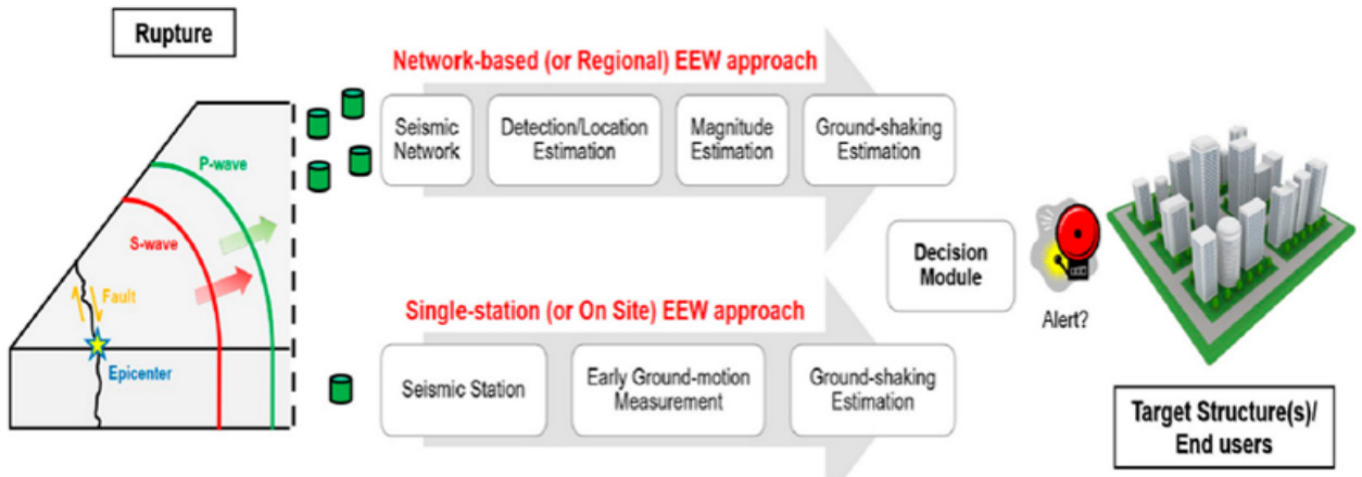 Rupture
P-wave
S-wave
Fault
Epicenter
Network-based (or Regional) EEW approach
Seismic
Network
Detection/Location
Estimation
Magnitude
Estimation
Ground-shaking
Estimation
Single-station (or On Site) EEW approach
Seismic Station
Early Ground-motion
Measurement
Ground-shaking
Estimation
Decision
Module
Alert?
Target Structure(s)/
End users